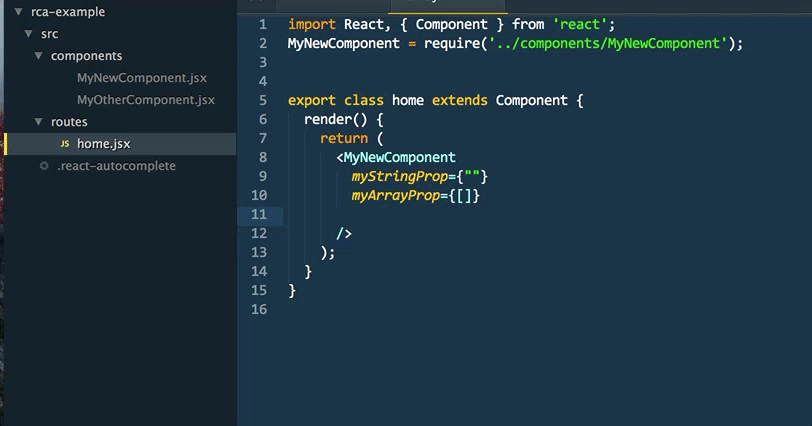 rca-example
src
components
MyNewComponent.jsx
MyOtherComponent.jsx
routes
JS home.jsx
.react-autocomplete
1 import React, { Component } from 'react';
2 MyNewComponent = require('../components/MyNewComponent');
3
4
5 export class home extends Component {
6 render() {
7 return (
8 <MyNewComponent
9 myStringProp={""}
10 myArrayProp={[]}
11
12 />
13 );
14 }
15 }
16